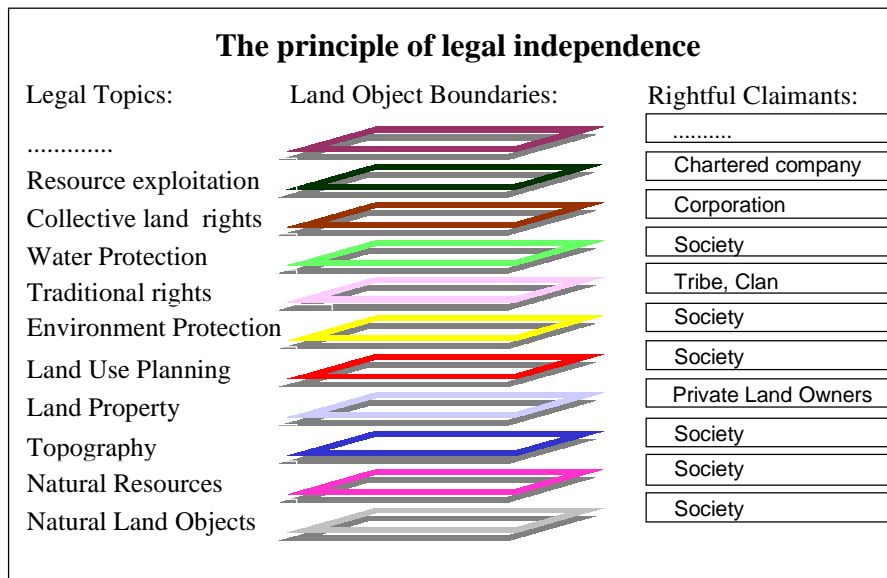 The principle of legal independence
Legal Topics: Land Object Boundaries: Rightful Claimants:
............. ..........
Resource exploitation Chartered company
Collective land rights Corporation
Water Protection Society
Traditional rights Tribe, Clan
Environment Protection Society
Land Use Planning Society
Land Property Private Land Owners
Topography Society
Natural Resources Society
Natural Land Objects Society